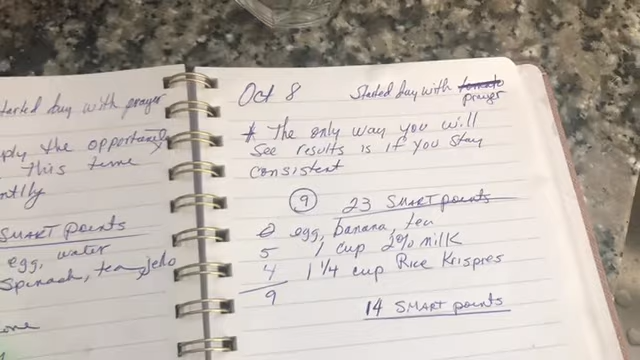 started day with prayer
the opportunity
this time
ntlly
SMART points
egg, water
Spinach, tea, jello
one
Oct 8
Started day with tomato
prayer
* The only way you will
See results is if you stay
consistent
9 23 SMART points
0 egg, banana, tea
5 1 cup 2% milk
4 1 1/4 cup Rice Krispies
9
14 SMART points